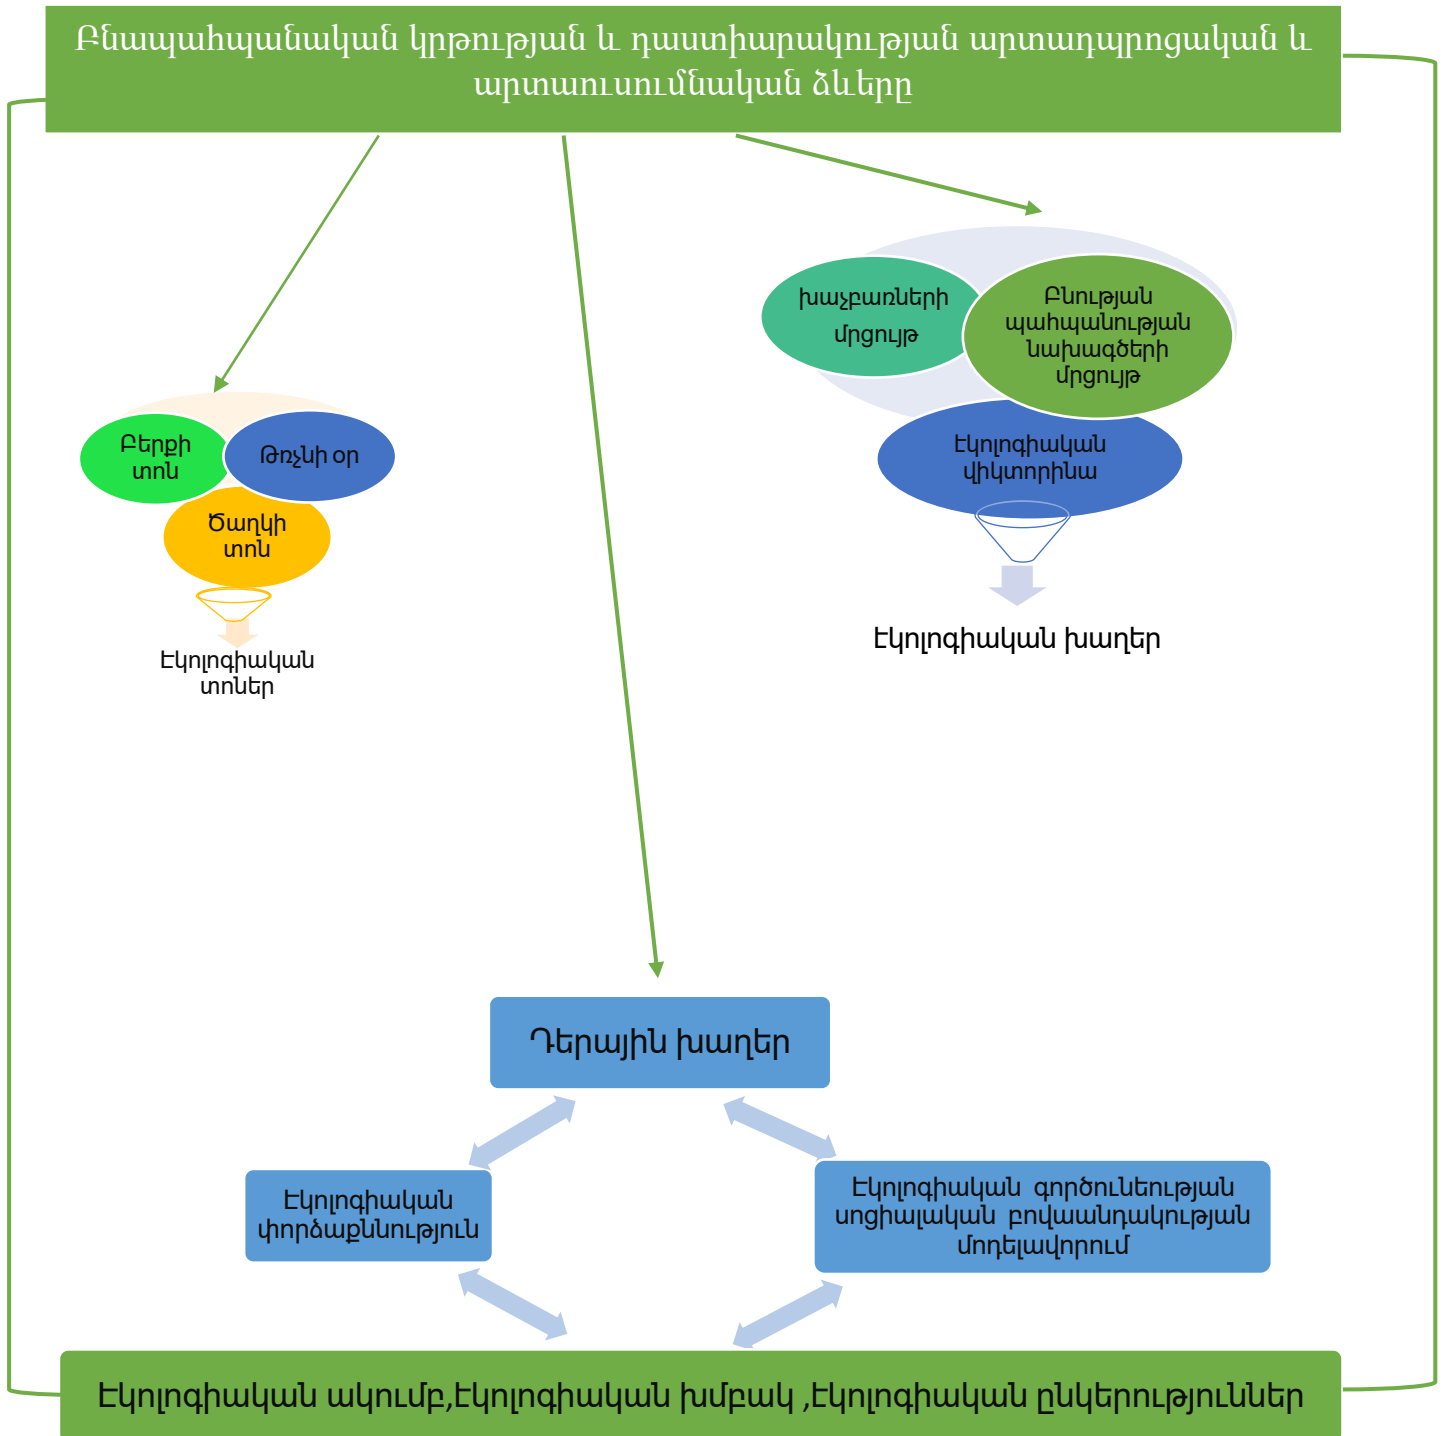 Բնապահպանական կրթության և դաստիարակության արտադպրոցական և
արտաուսումնական ձևերը
խաչբառների
մրցույթ
Բնության
պահպանության
նախագծերի
մրցույթ
Էկոլոգիական
վիկտորինա
Էկոլոգիական խաղեր
Բերքի
տոն
Թռչնի օր
Ծաղկի
տոն
Էկոլոգիական
տոներ
Դերային խաղեր
Էկոլոգիական
փորձաքննություն
Էկոլոգիական գործունեության
սոցիալական բովաանդակության
մոդելավորում
Էկոլոգիական ակումբ,էկոլոգիական խմբակ ,էկոլոգիական ընկերություններ